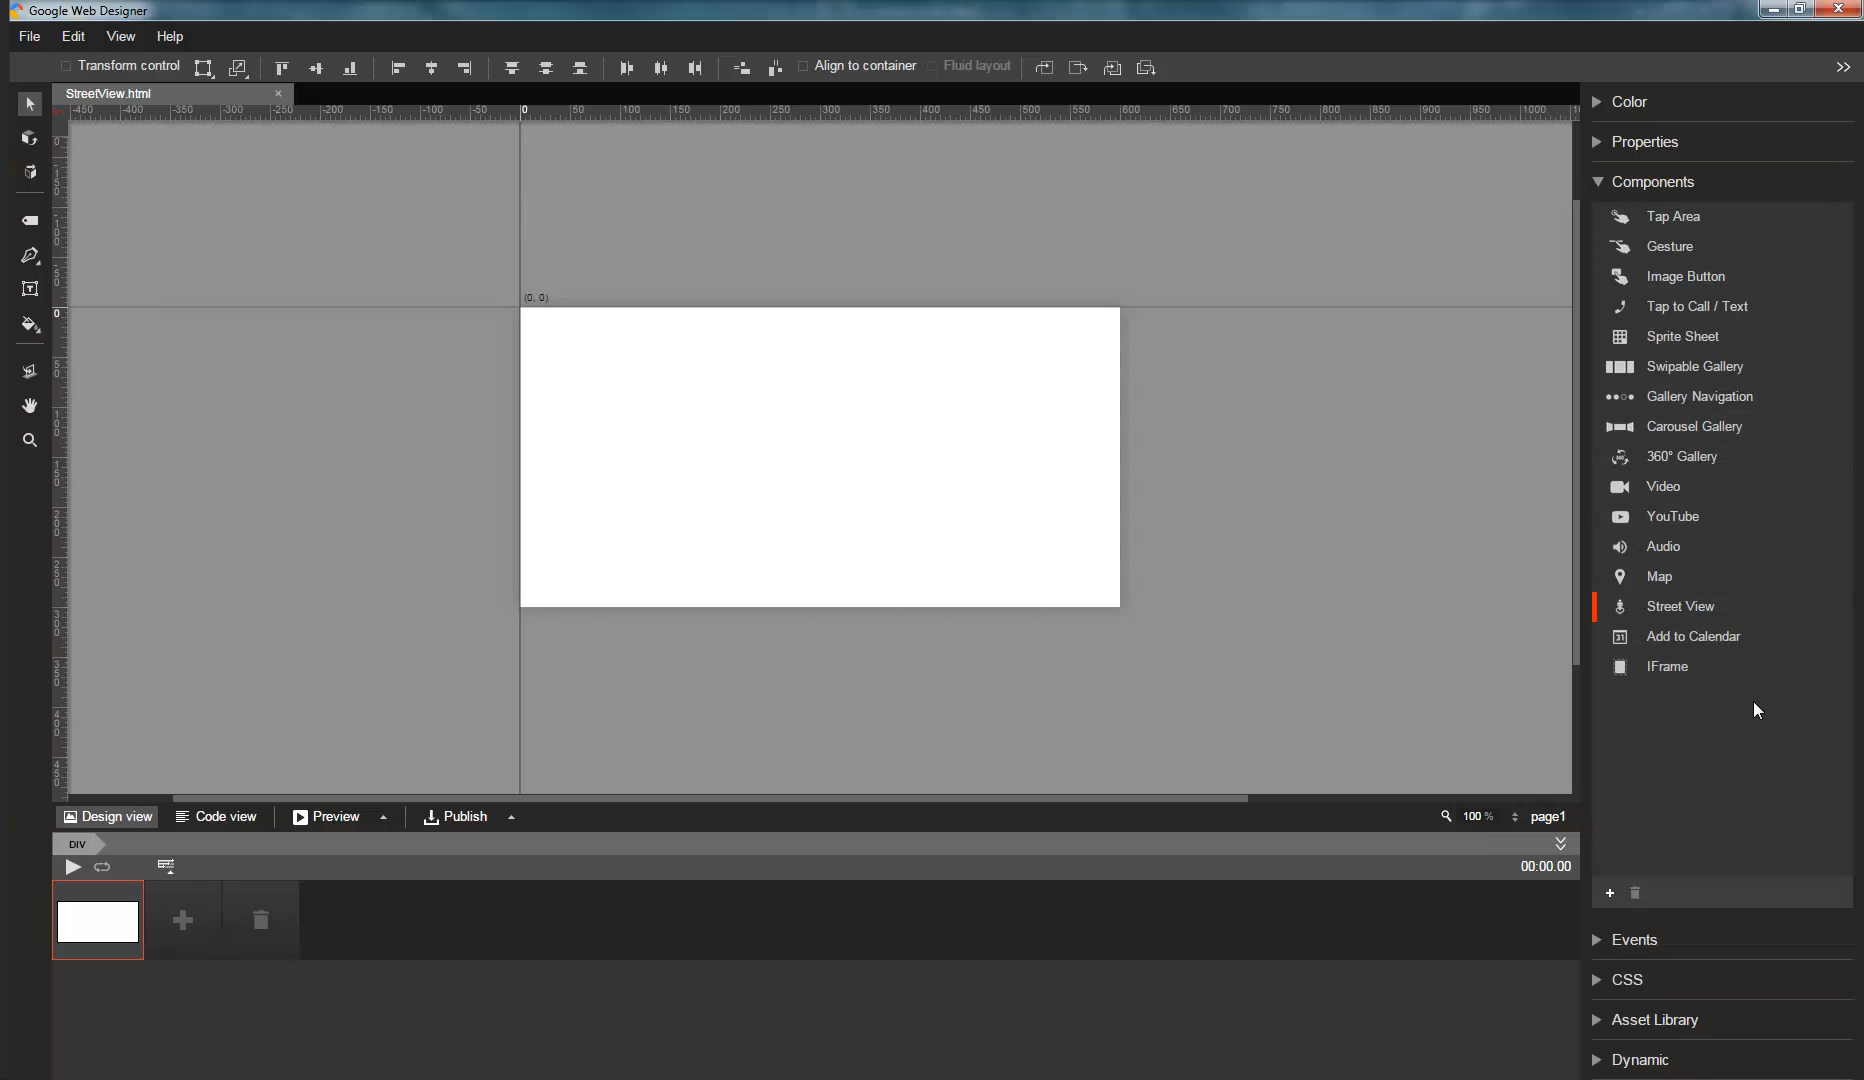 Google Web Designer
File Edit View Help
Transform control Align to container Fluid layout
StreetView.html
-450 -400 -350 -300 -250 -200 -150 -100 -50 0 50 100 150 200 250 300 350 400 450 500 550 600 650 700 750 800 850 900 950 1000
(0, 0)
Color
Properties
Components
Tap Area
Gesture
Image Button
Tap to Call / Text
Sprite Sheet
Swipable Gallery
Gallery Navigation
Carousel Gallery
360° Gallery
Video
YouTube
Audio
Map
Street View
31 Add to Calendar
IFrame
Design view Code view Preview Publish 100 % page1
DIV
00:00.00
Events
CSS
Asset Library
Dynamic